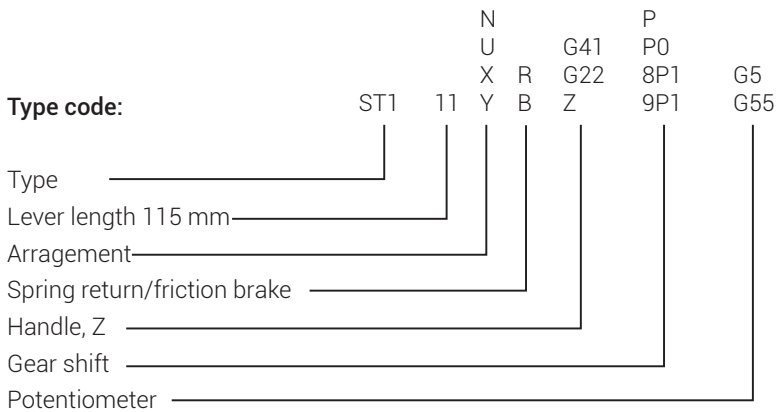 N P
U G41 P0
X R G22 8P1 G5
Type code: ST1 11 Y B Z 9P1 G55
Type
Lever length 115 mm
Arragement
Spring return/friction brake
Handle, Z
Gear shift
Potentiometer